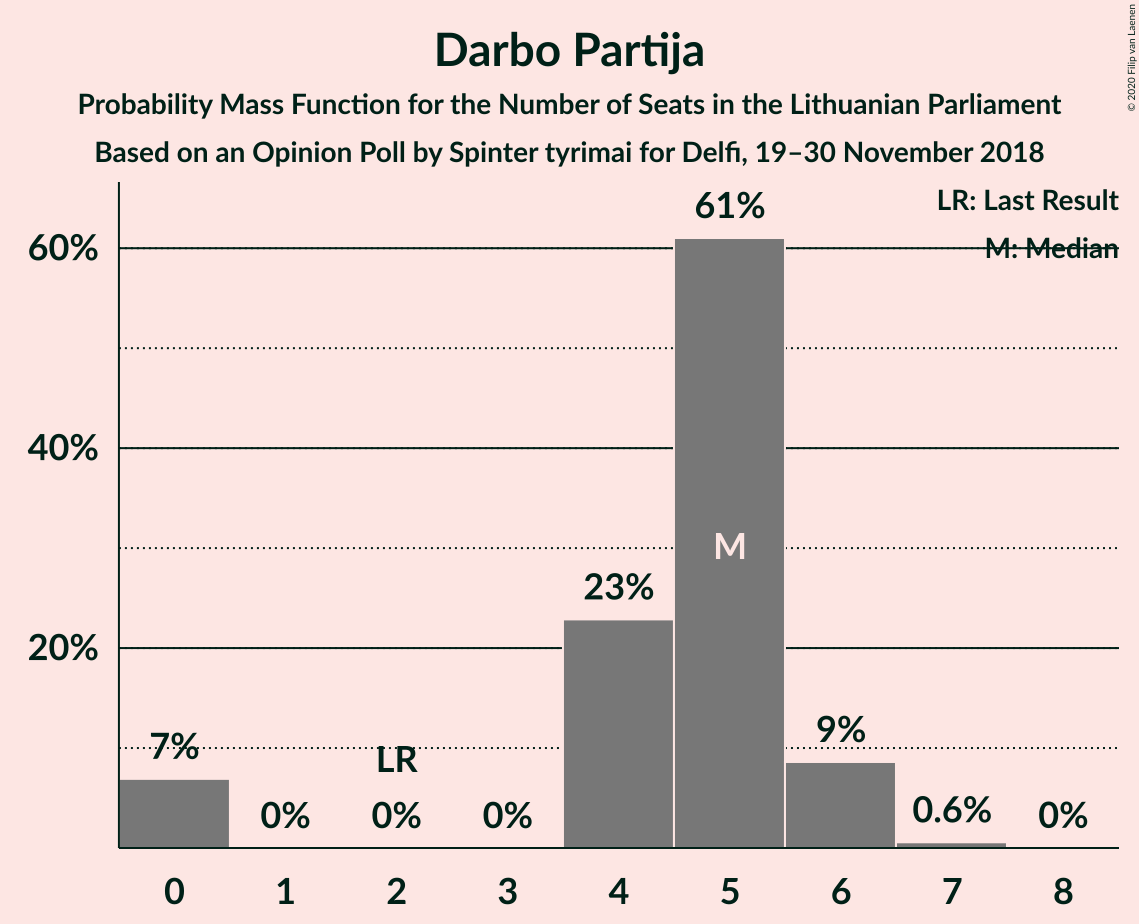 Darbo Partija
Probability Mass Function for the Number of Seats in the Lithuanian Parliament
Based on an Opinion Poll by Spinter tyrimai for Delfi, 19–30 November 2018
© 2020 Filip van Laenen
LR: Last Result
M: Median
60%
40%
20%
7%
0%
LR
0%
0%
23%
61%
M
9%
0.6%
0%
0 1 2 3 4 5 6 7 8